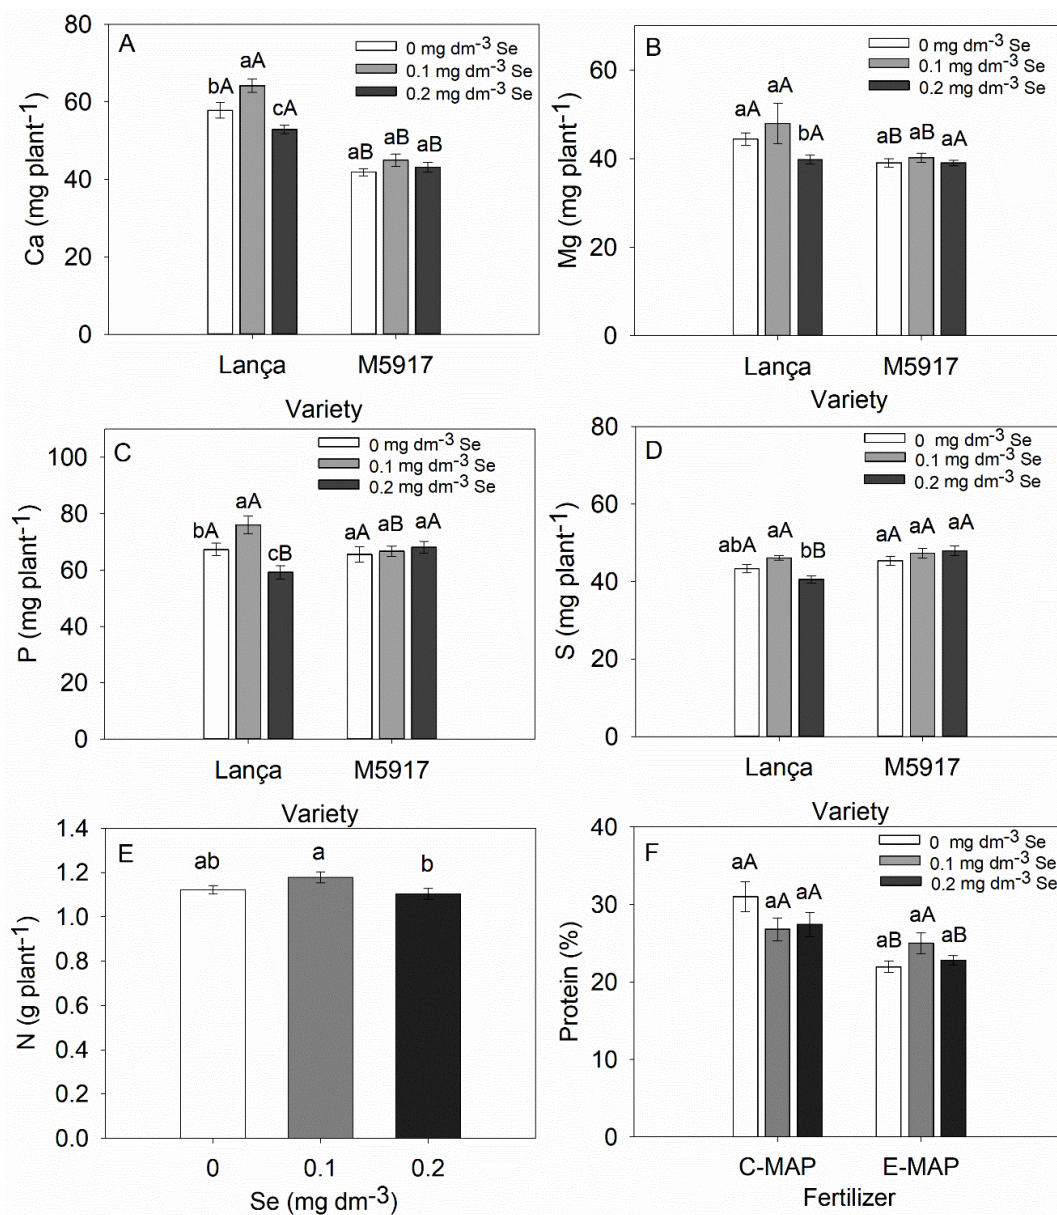 A
0 mg dm-3 Se
0.1 mg dm-3 Se
0.2 mg dm-3 Se
80
60
40
20
0
Ca (mg plant-1)
bA
aA
cA
aB
aB
aB
Lança
M5917
Variety
B
0 mg dm-3 Se
0.1 mg dm-3 Se
0.2 mg dm-3 Se
60
40
20
0
Mg (mg plant-1)
aA
aA
bA
aB
aB
aA
Lança
M5917
Variety
C
0 mg dm-3 Se
0.1 mg dm-3 Se
0.2 mg dm-3 Se
100
80
60
40
20
0
P (mg plant-1)
bA
aA
cB
aA
aB
aA
Lança
M5917
Variety
D
0 mg dm-3 Se
0.1 mg dm-3 Se
0.2 mg dm-3 Se
80
60
40
20
0
S (mg plant-1)
abA
aA
bB
aA
aA
aA
Lança
M5917
Variety
E
1.4
1.2
1.0
0.8
0.6
0.4
0.2
0.0
N (g plant-1)
ab
a
b
0
0.1
0.2
Se (mg dm-3)
F
0 mg dm-3 Se
0.1 mg dm-3 Se
0.2 mg dm-3 Se
40
30
20
10
0
Protein (%)
aA
aA
aA
aB
aA
aB
C-MAP
E-MAP
Fertilizer